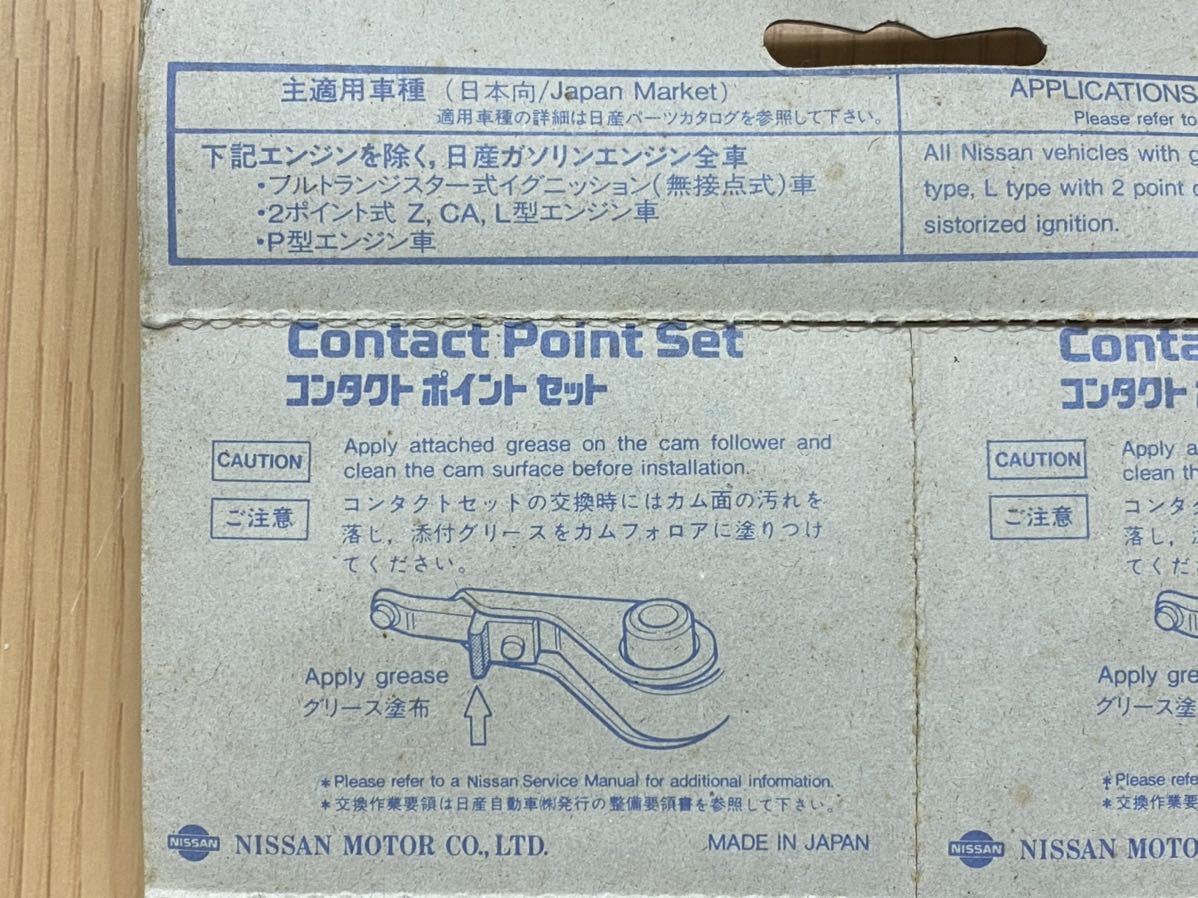 主適用車種 (日本向/Japan Market)
適用車種の詳細は日産パーツカタログを参照して下さい。
下記エンジンを除く,日産ガソリンエンジン全車
・フルトランジスター式イグニッション(無接点式)車
・2ポイント式 Z, CA, L型エンジン車
・P型エンジン車
APPLICATIONS
Please refer to
All Nissan vehicles with g
type, L type with 2 point
sistorized ignition.
Contact Point Set
コンタクト ポイント セット
CAUTION
Apply attached grease on the cam follower and
clean the cam surface before installation.
ご注意
コンタクトセットの交換時にはカム面の汚れを
落し,添付グリースをカムフォロアに塗りつけ
てください。
Apply grease
グリース塗布
*Please refer to a Nissan Service Manual for additional information.
*交換作業要領は日産自動車㈱発行の整備要領書を参照して下さい。
NISSAN
NISSAN MOTOR CO., LTD.
MADE IN JAPAN
Conta
コンタクト
CAUTION
Apply a
clean th
ご注意
コンタク
落し,
てくだ
Apply gre
グリース塗
*Please refe
*交換作業要
NISSAN
NISSAN MOTO